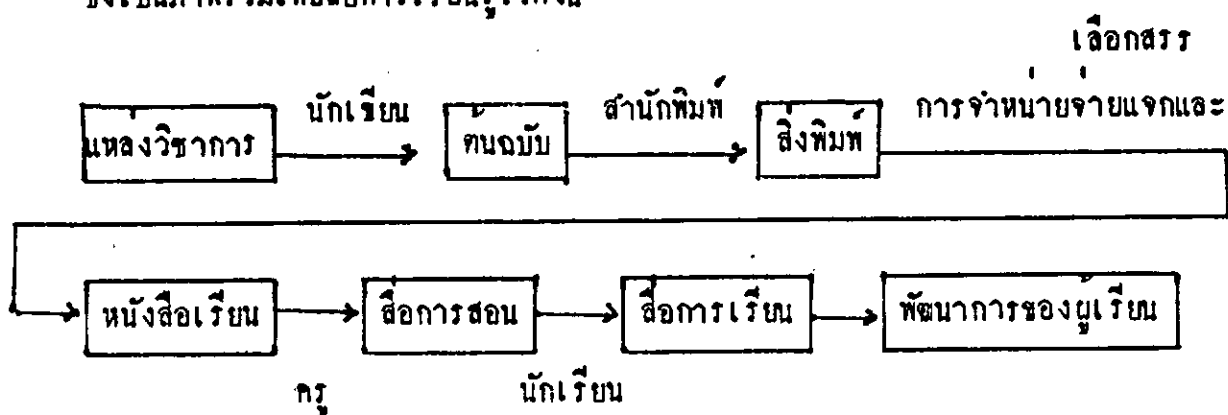 เลือกสรร
นักเขียน สำนักพิมพ์ การจำหน่ายจ่ายแจกและ
แหล่งวิชาการ ต้นฉบับ สิ่งพิมพ์
หนังสือเรียน สื่อการสอน สื่อการเรียน พัฒนาการของผู้เรียน
ครู นักเรียน